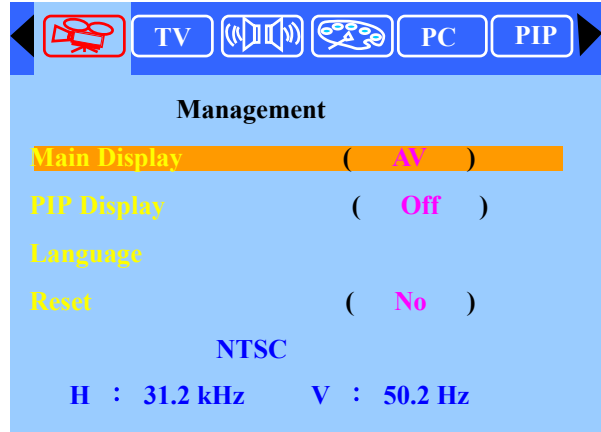 TV PC PIP
Management
Main Display ( AV )
PIP Display ( Off )
Language
Reset ( No )
NTSC
H : 31.2 kHz V : 50.2 Hz